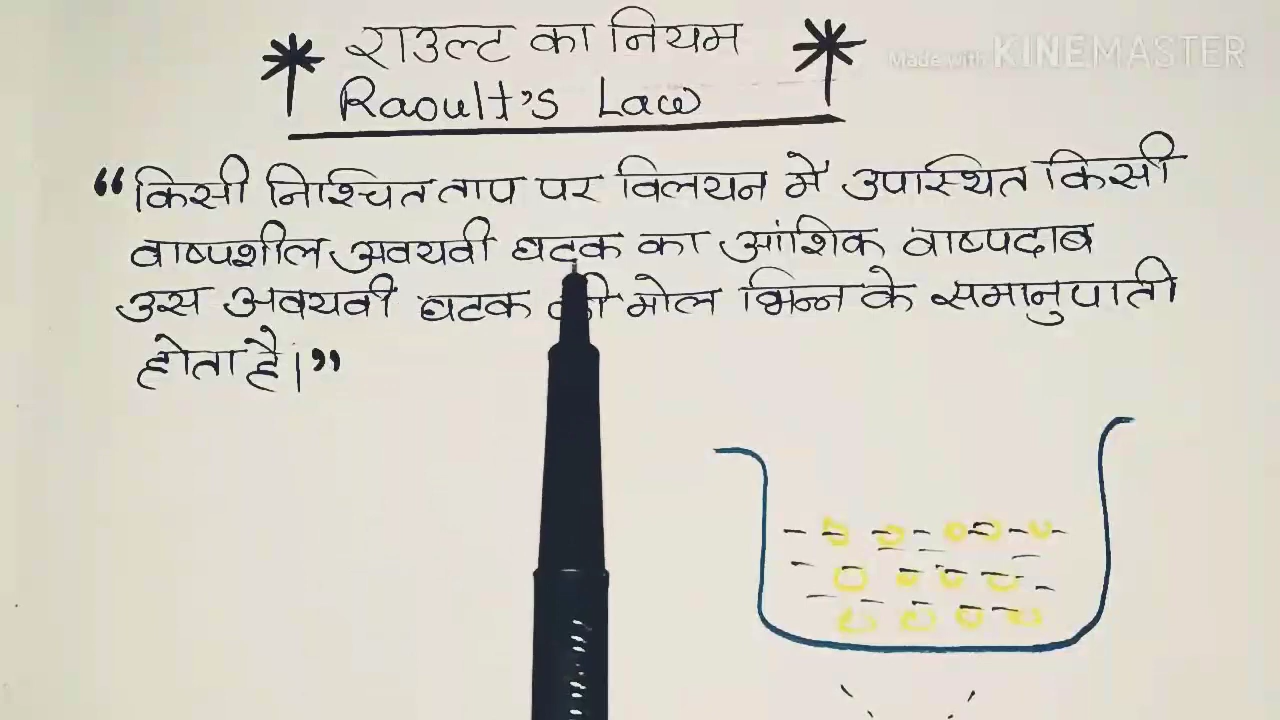 राउल्ट का नियम
Made with KINEMASTER
Raoult's Law
“किसी निश्चित ताप पर विलयन में उपस्थित किसी
वाष्पशील अवयवी घटक का आंशिक वाष्पदाब
उस अवयवी घटक मोल भिन्न के समानुपाती
होता है।”